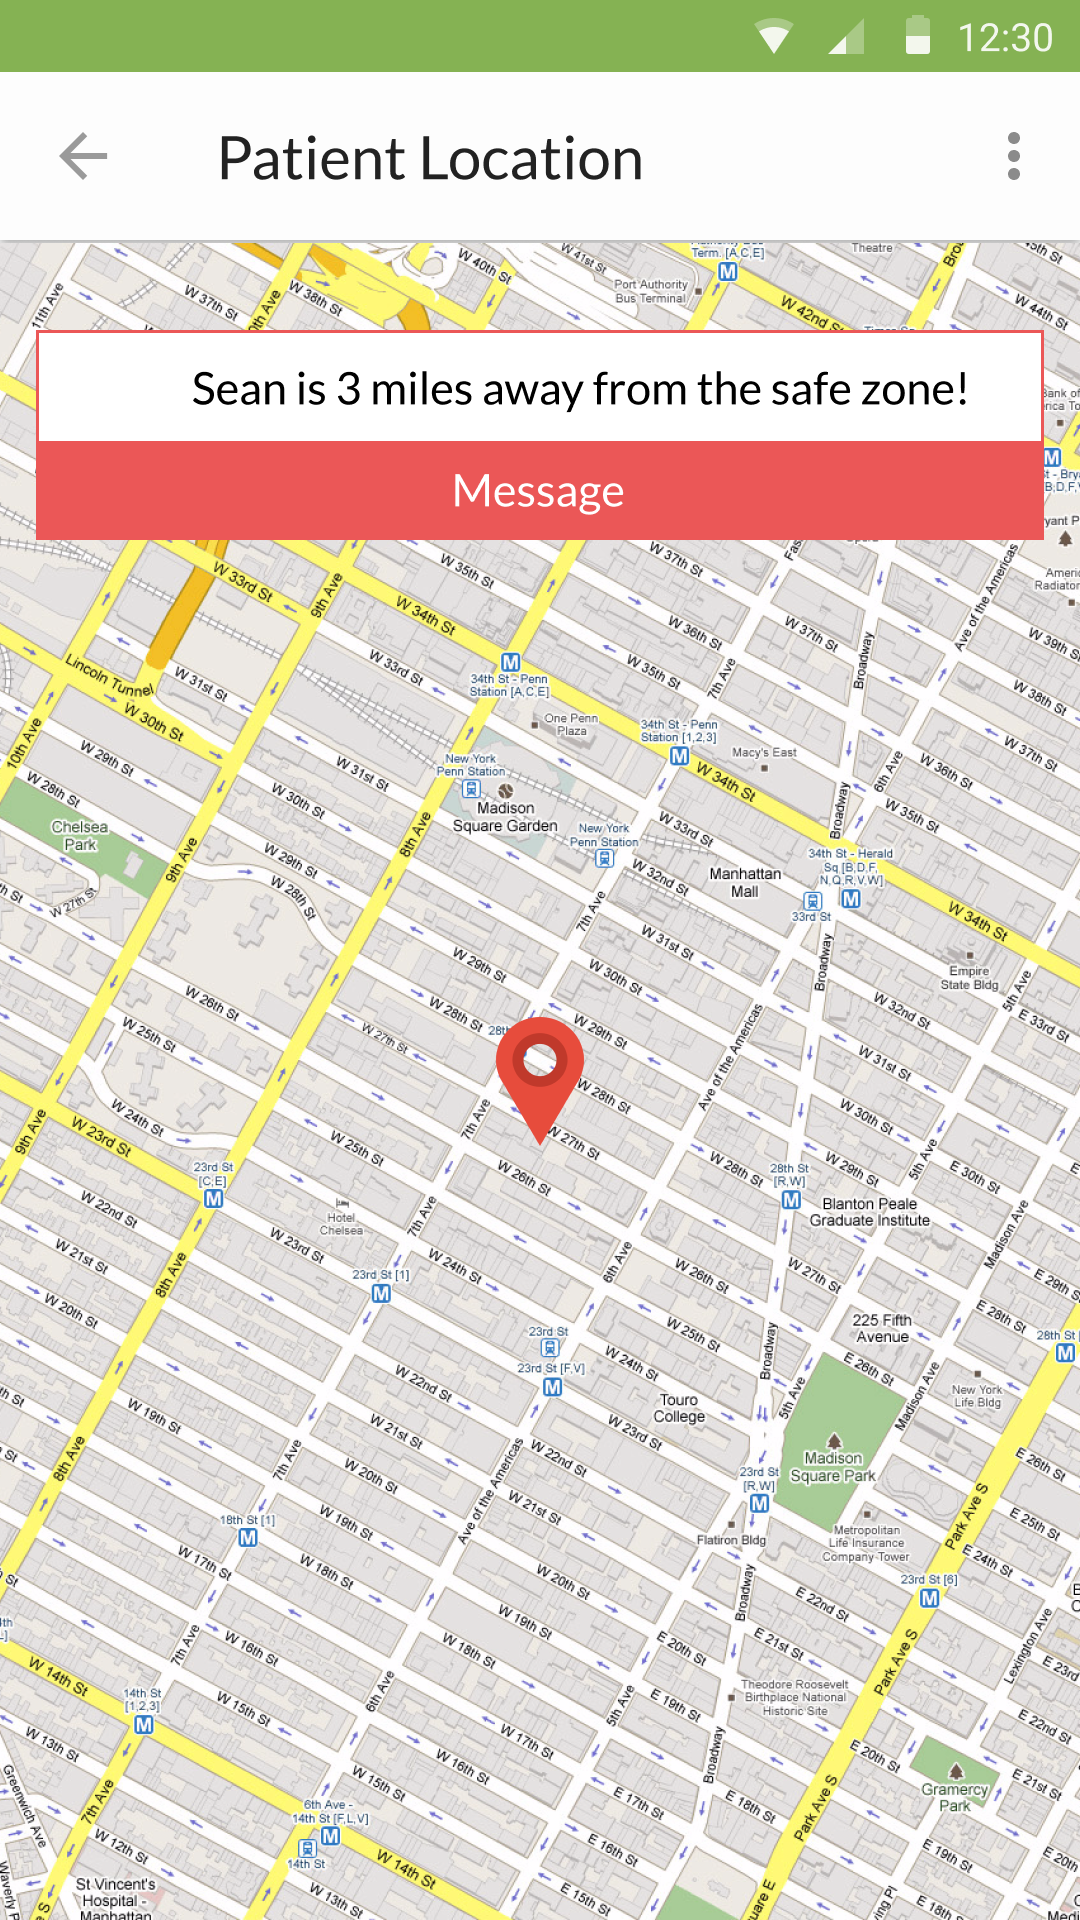 12:30
Patient Location
W 40th St
W 41st St
Term. [A,C,E]
Theatre
11th Ave
W 37th St
W 38th St
Port Authority
Bus Terminal
W 42nd St
W 44th St
Sean is 3 miles away from the safe zone!
Message
W 33rd St
9th Ave
W 34th St
W 35th St
W 37th St
W 36th St
W 37th St
Broadway
Ave of the Americas
W 39th St
W 38th St
Lincoln Tunnel
W 31st St
W 30th St
W 33rd St
34th St - Penn
Station [A,C,E]
W 35th St
7th Ave
10th Ave
One Penn
Plaza
34th St - Penn
Station [1,2,3]
Macy's East
W 37th St
W 29th St
W 28th St
W 31st St
W 30th St
New York
Penn Station
Madison
Square Garden
W 34th St
6th Ave
W 36th St
W 35th St
Chelsea
Park
9th Ave
8th Ave
New York
Penn Station
W 33rd St
Broadway
W 27th St
W 29th St
W 28th St
W 32nd St
Manhattan
Mall
34th St - Herald
Sq [B,D,F,
N,Q,R,V,W]
33rd St
W 34th St
7th Ave
W 31st St
W 29th St
W 30th St
Broadway
Empire
State Bldg
5th Ave
W 26th St
W 25th St
W 28th St
W 27th St
W 29th St
W 32nd St
E 33rd St
W 31st St
Ave of the Americas
W 28th St
W 30th St
9th Ave
W 24th St
W 23rd St
7th Ave
W 25th St
W 27th St
W 26th St
W 28th St
W 29th St
5th Ave
E 30th St
23rd St
[C,E]
28th St
[R,W]
Blanton Peale
Graduate Institute
W 22nd St
Hotel
Chelsea
7th Ave
W 23rd St
W 21st St
W 24th St
6th Ave
W 26th St
W 27th St
Madison Ave
E 29th St
8th Ave
W 20th St
23rd St [1]
23rd St
23rd St [F,V]
W 25th St
W 24th St
Broadway
225 Fifth
Avenue
E 28th St
E 26th St
W 22nd St
5th Ave
Madison Ave
New York
Life Bldg
Touro
College
W 19th St
W 21st St
W 23rd St
8th Ave
7th Ave
W 20th St
Ave of the Americas
W 22nd St
Madison
Square Park
E 26th St
23rd St
[R,W]
18th St [1]
W 19th St
W 21st St
Flatiron Bldg
Metropolitan
Life Insurance
Company Tower
Park Ave S
E 25th St
E 24th St
W 17th St
W 18th St
W 20th St
Broadway
E 22nd St
23rd St [6]
W 19th St
7th Ave
W 16th St
W 18th St
E 20th St
E 21st St
Park Ave S
Lexington Ave
E 23rd
W 14th St
14th St
[1,2,3]
W 15th St
6th Ave
5th Ave
E 19th St
Theodore Roosevelt
Birthplace National
Historic Site
E 22nd St
W 13th St
W 17th St
W 16th St
Broadway
E 20th St
Gramercy
Park
E 21st St
Greenwich Ave
7th Ave
W 15th St
E 17th St
E 18th St
Park Ave S
6th Ave -
14th St [F,L,V]
14th St
W 12th St
W 14th St
E 16th St
E 19th St
St Vincent's
Hospital -
Manhattan
W 13th St
E 15th St
E 18th St